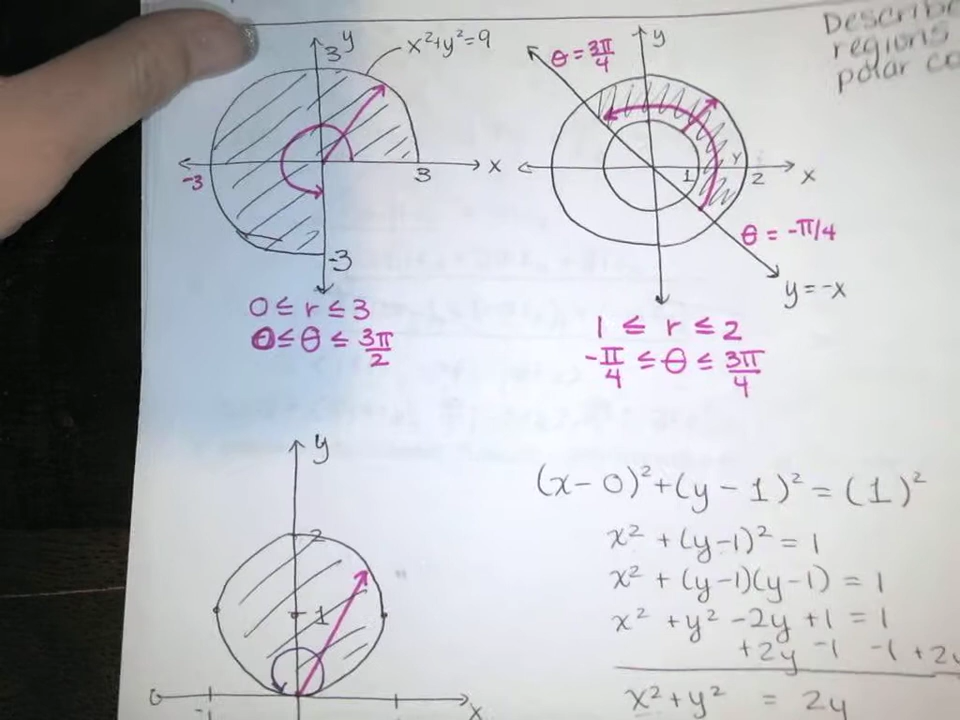 Describe
regions
polar co
y
3
x²+y²=9
-3
3
x
-3
0 ≤ r ≤ 3
0 ≤ θ ≤ 3π/2
θ = 3π/4
y
1
2
x
θ = -π/4
y = -x
1 ≤ r ≤ 2
-π/4 ≤ θ ≤ 3π/4
y
2
1
-1
x
(x - 0)² + (y - 1)² = (1)²
x² + (y-1)² = 1
x² + (y-1)(y-1) = 1
x² + y² - 2y + 1 = 1
+2y -1 -1 +2y
x² + y² = 2y